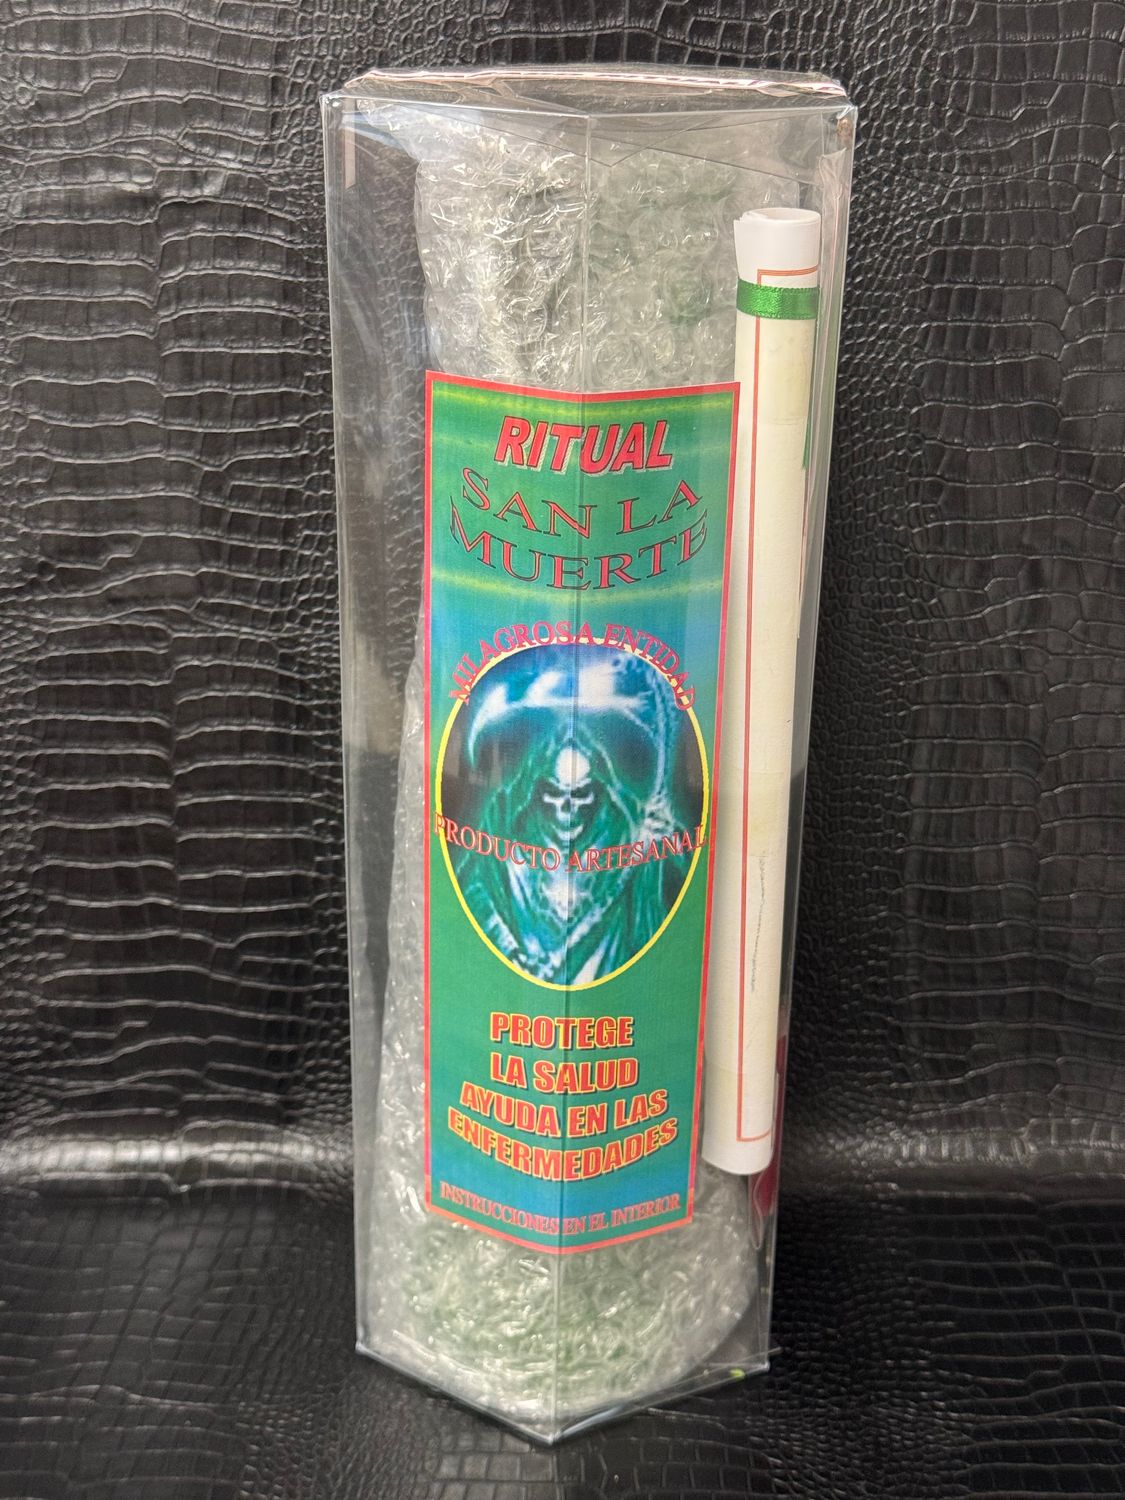 RITUAL
SAN LA
MUERTE
MILAGROSA ENTIDAD
PRODUCTO ARTESANAL
PROTEGE
LA SALUD
AYUDA EN LAS
ENFERMEDADES
INSTRUCCIONES EN EL INTERIOR